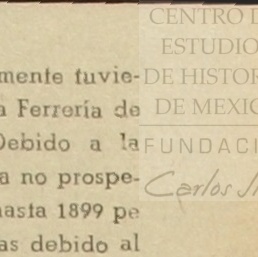 mente tuvie-
a Ferrería de
Debido a la
a no prospe-
hasta 1899 pe
as debido al
CENTRO D
ESTUDIO
DE HISTOR
DE MEXIC
FUNDACI
Carlos